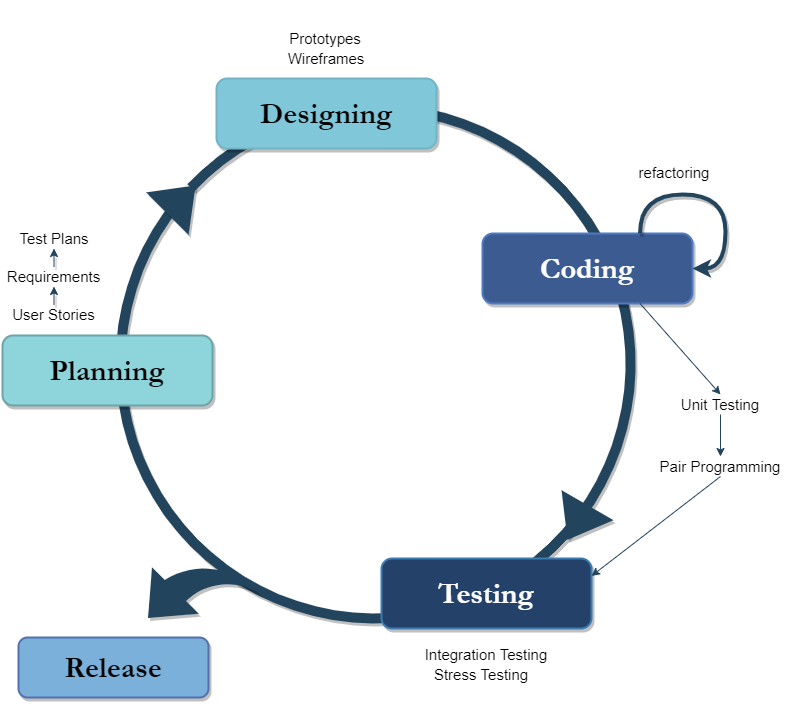 Prototypes
Wireframes
Designing
refactoring
Test Plans
Coding
Requirements
User Stories
Planning
Unit Testing
Pair Programming
Testing
Integration Testing
Stress Testing
Release